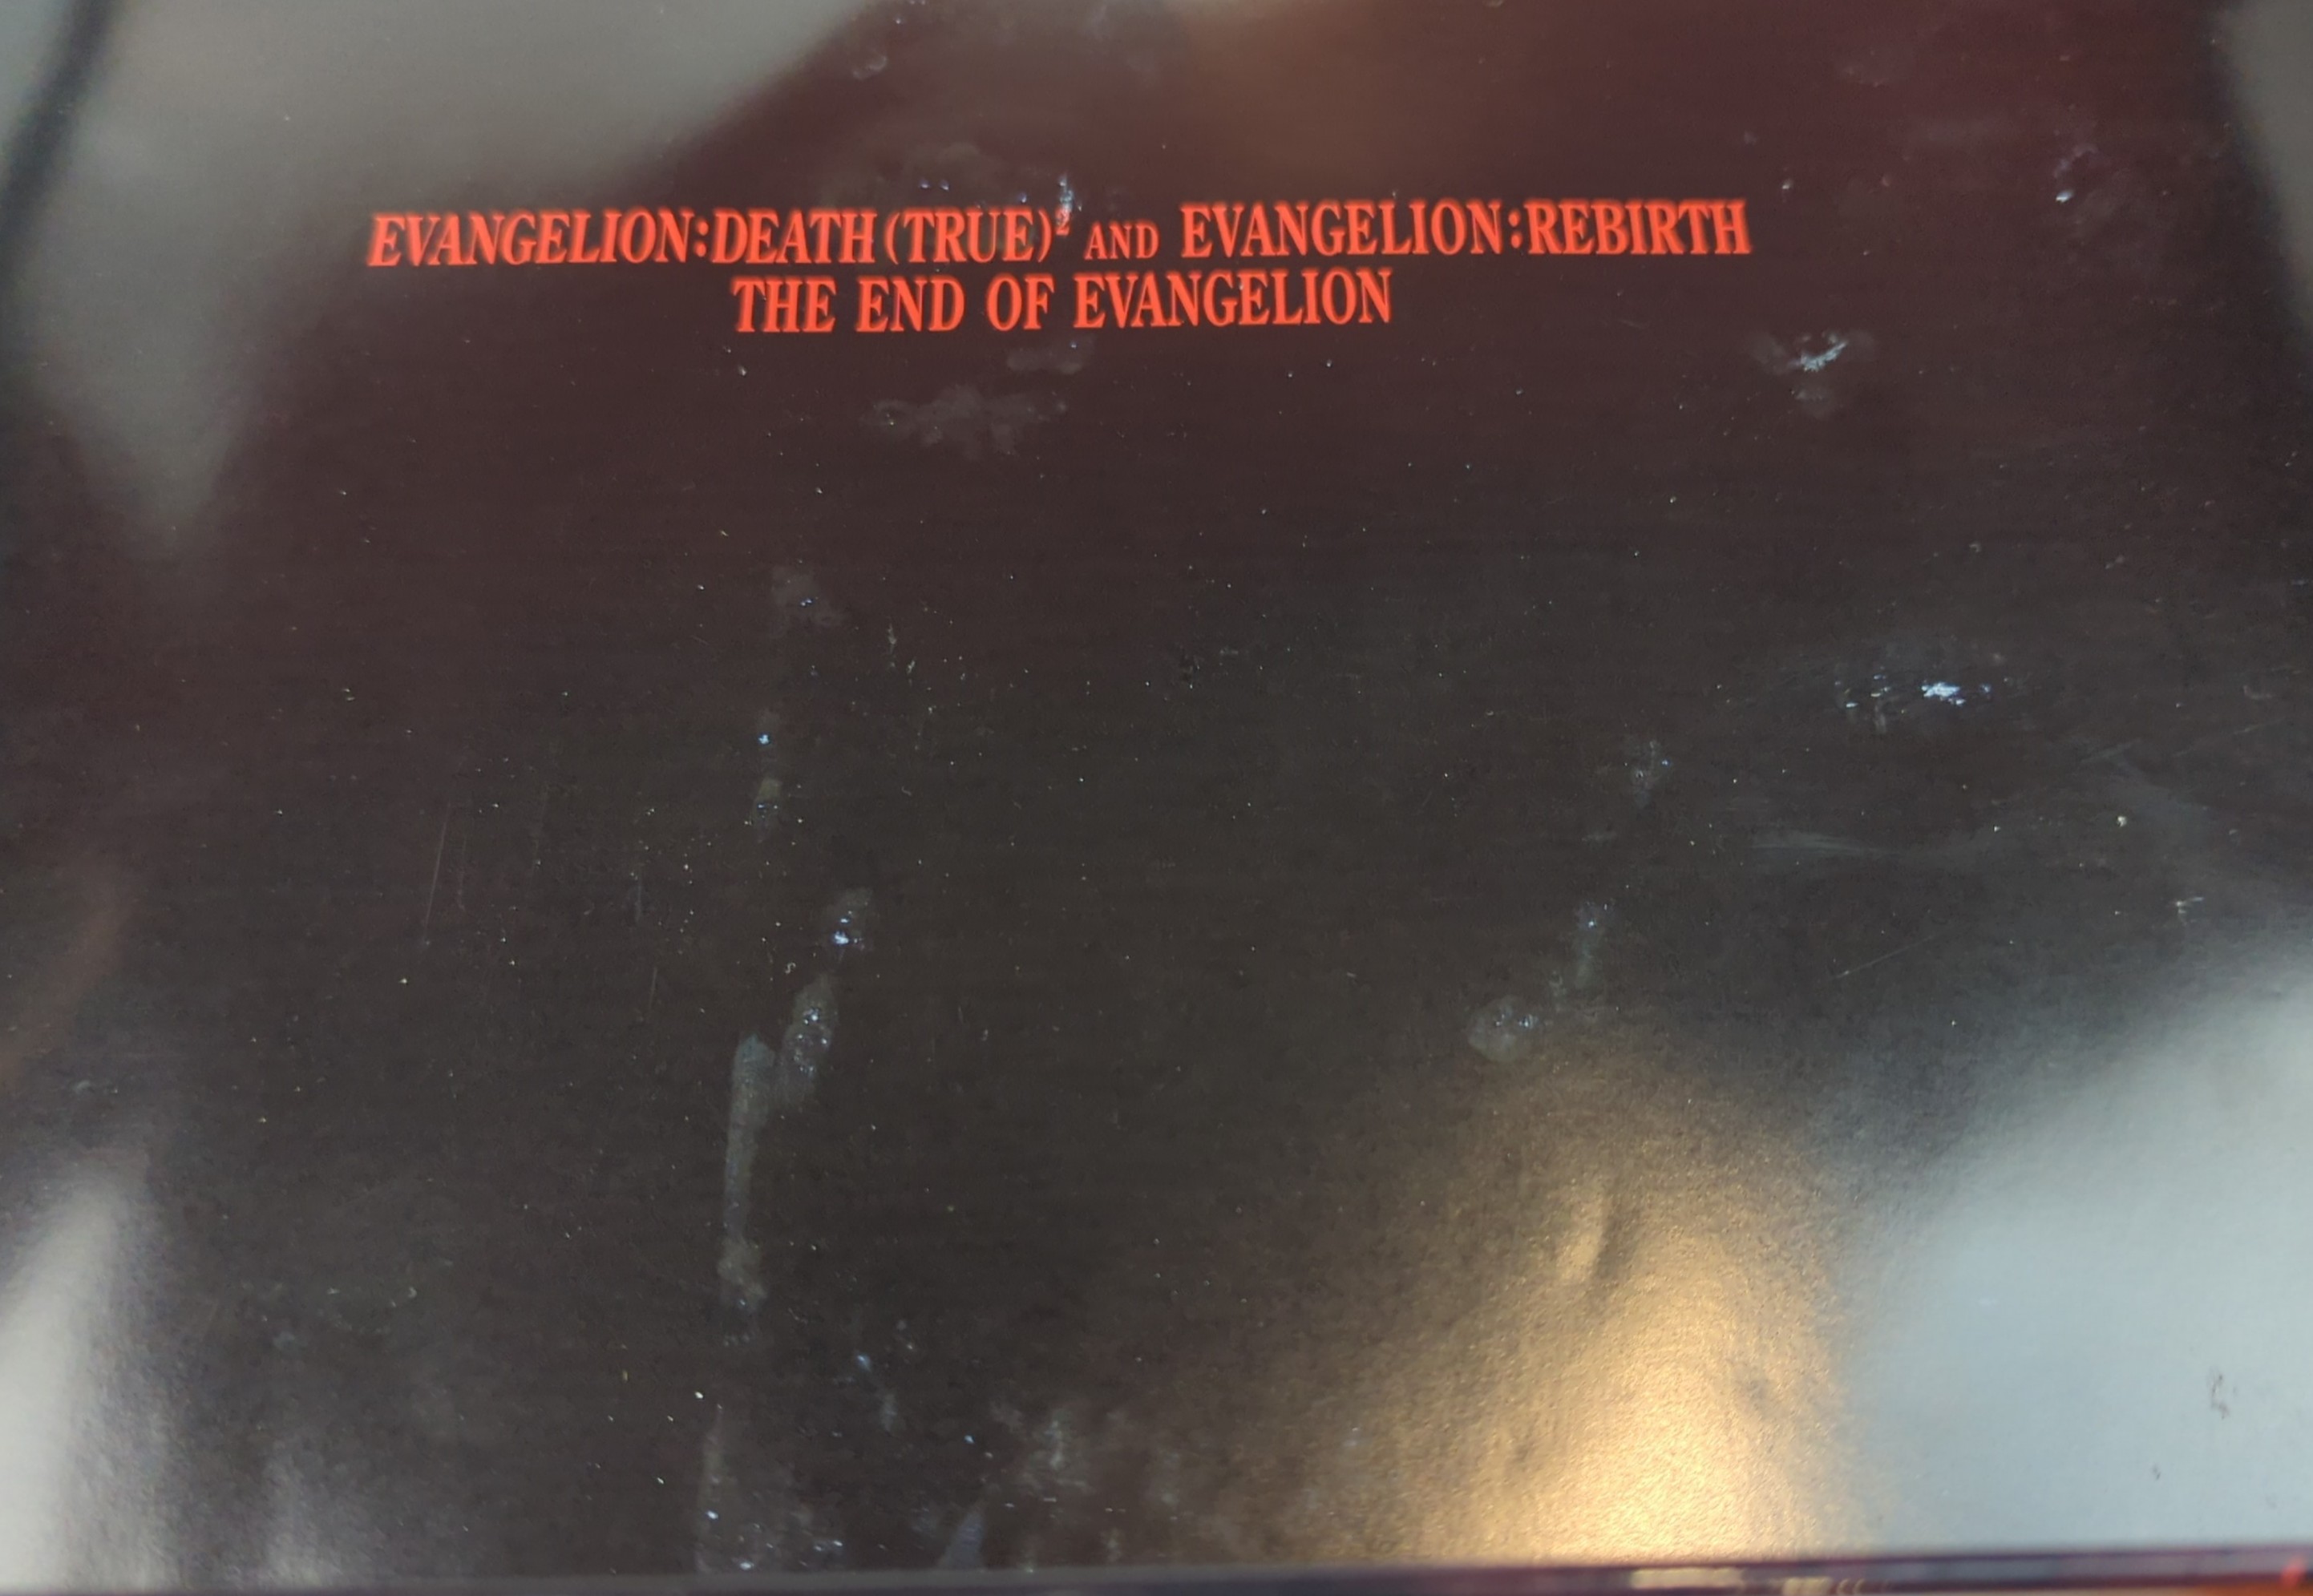 EVANGELION:DEATH (TRUE)² AND EVANGELION:REBIRTH
THE END OF EVANGELION